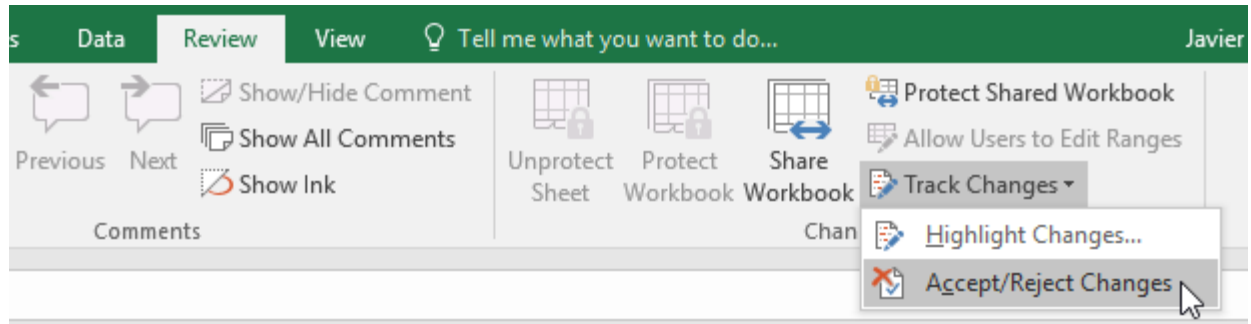 s Data Review View Tell me what you want to do... Javier
Show/Hide Comment
Show All Comments
Show Ink
Previous Next
Comments
Unprotect Sheet
Protect Workbook
Share Workbook
Protect Shared Workbook
Allow Users to Edit Ranges
Track Changes
Chan
Highlight Changes...
Accept/Reject Changes